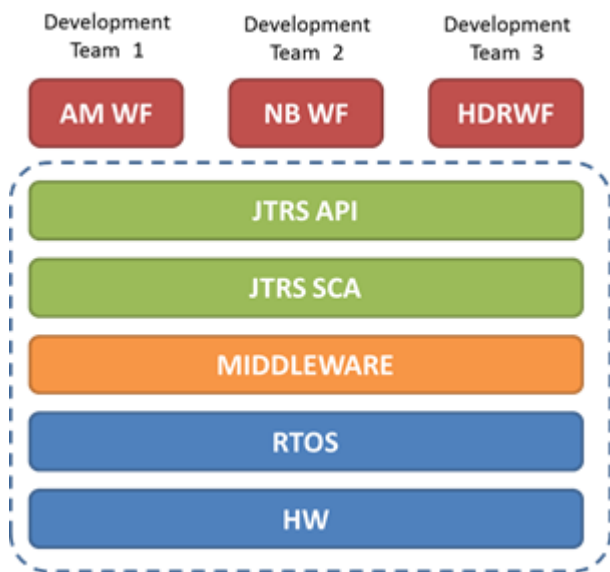 Development Team 1
Development Team 2
Development Team 3
AM WF
NB WF
HDRWF
JTRS API
JTRS SCA
MIDDLEWARE
RTOS
HW